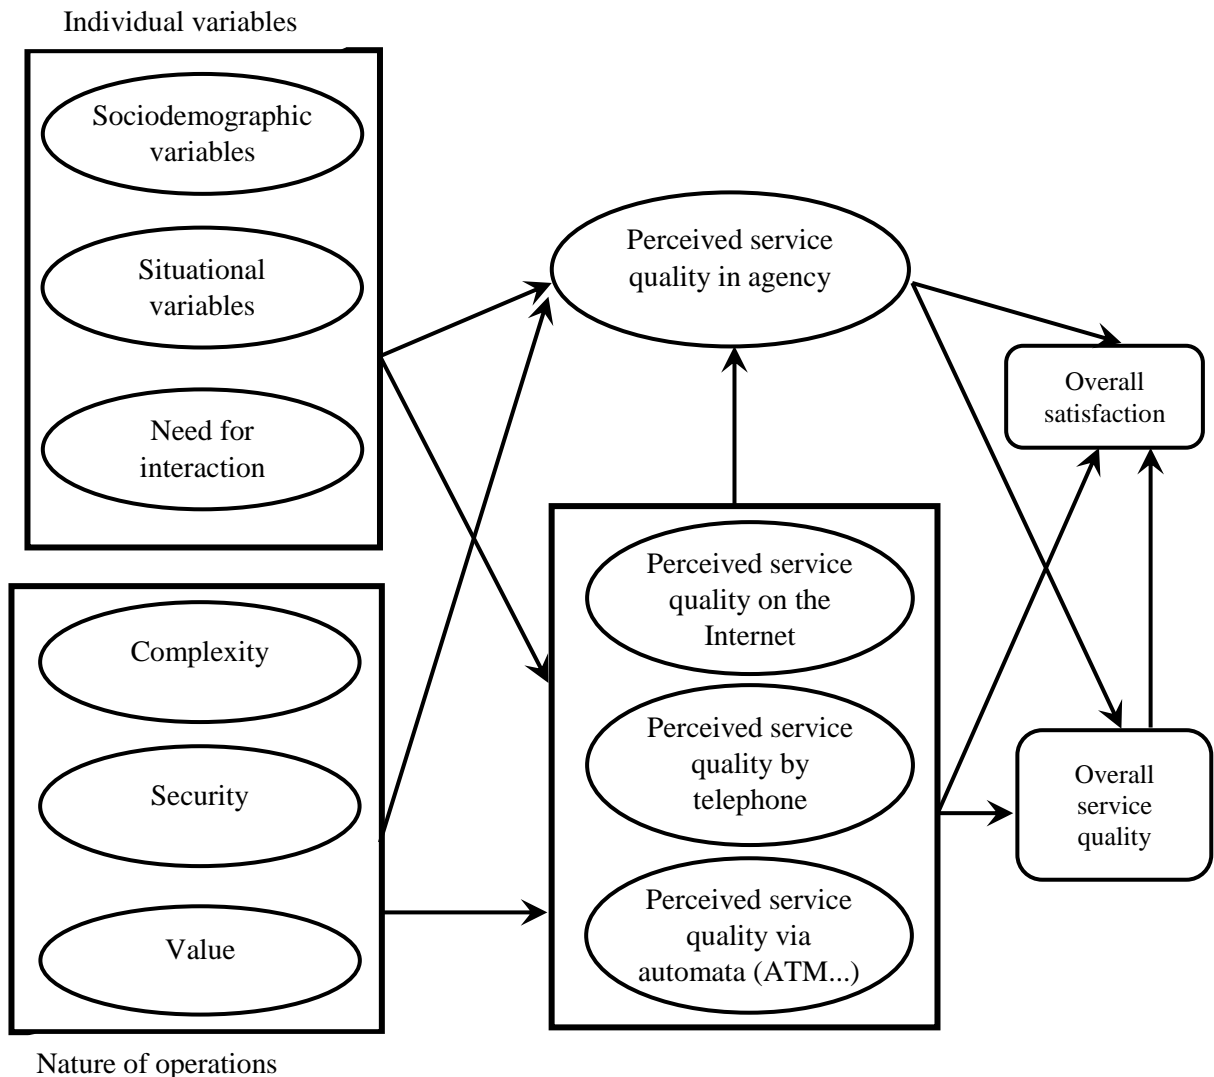 Individual variables
Sociodemographic
variables
Situational
variables
Need for
interaction
Perceived service
quality in agency
Overall
satisfaction
Perceived service
quality on the
Internet
Complexity
Perceived service
quality by
telephone
Security
Overall
service
quality
Perceived service
quality via
automata (ATM...)
Value
Nature of operations